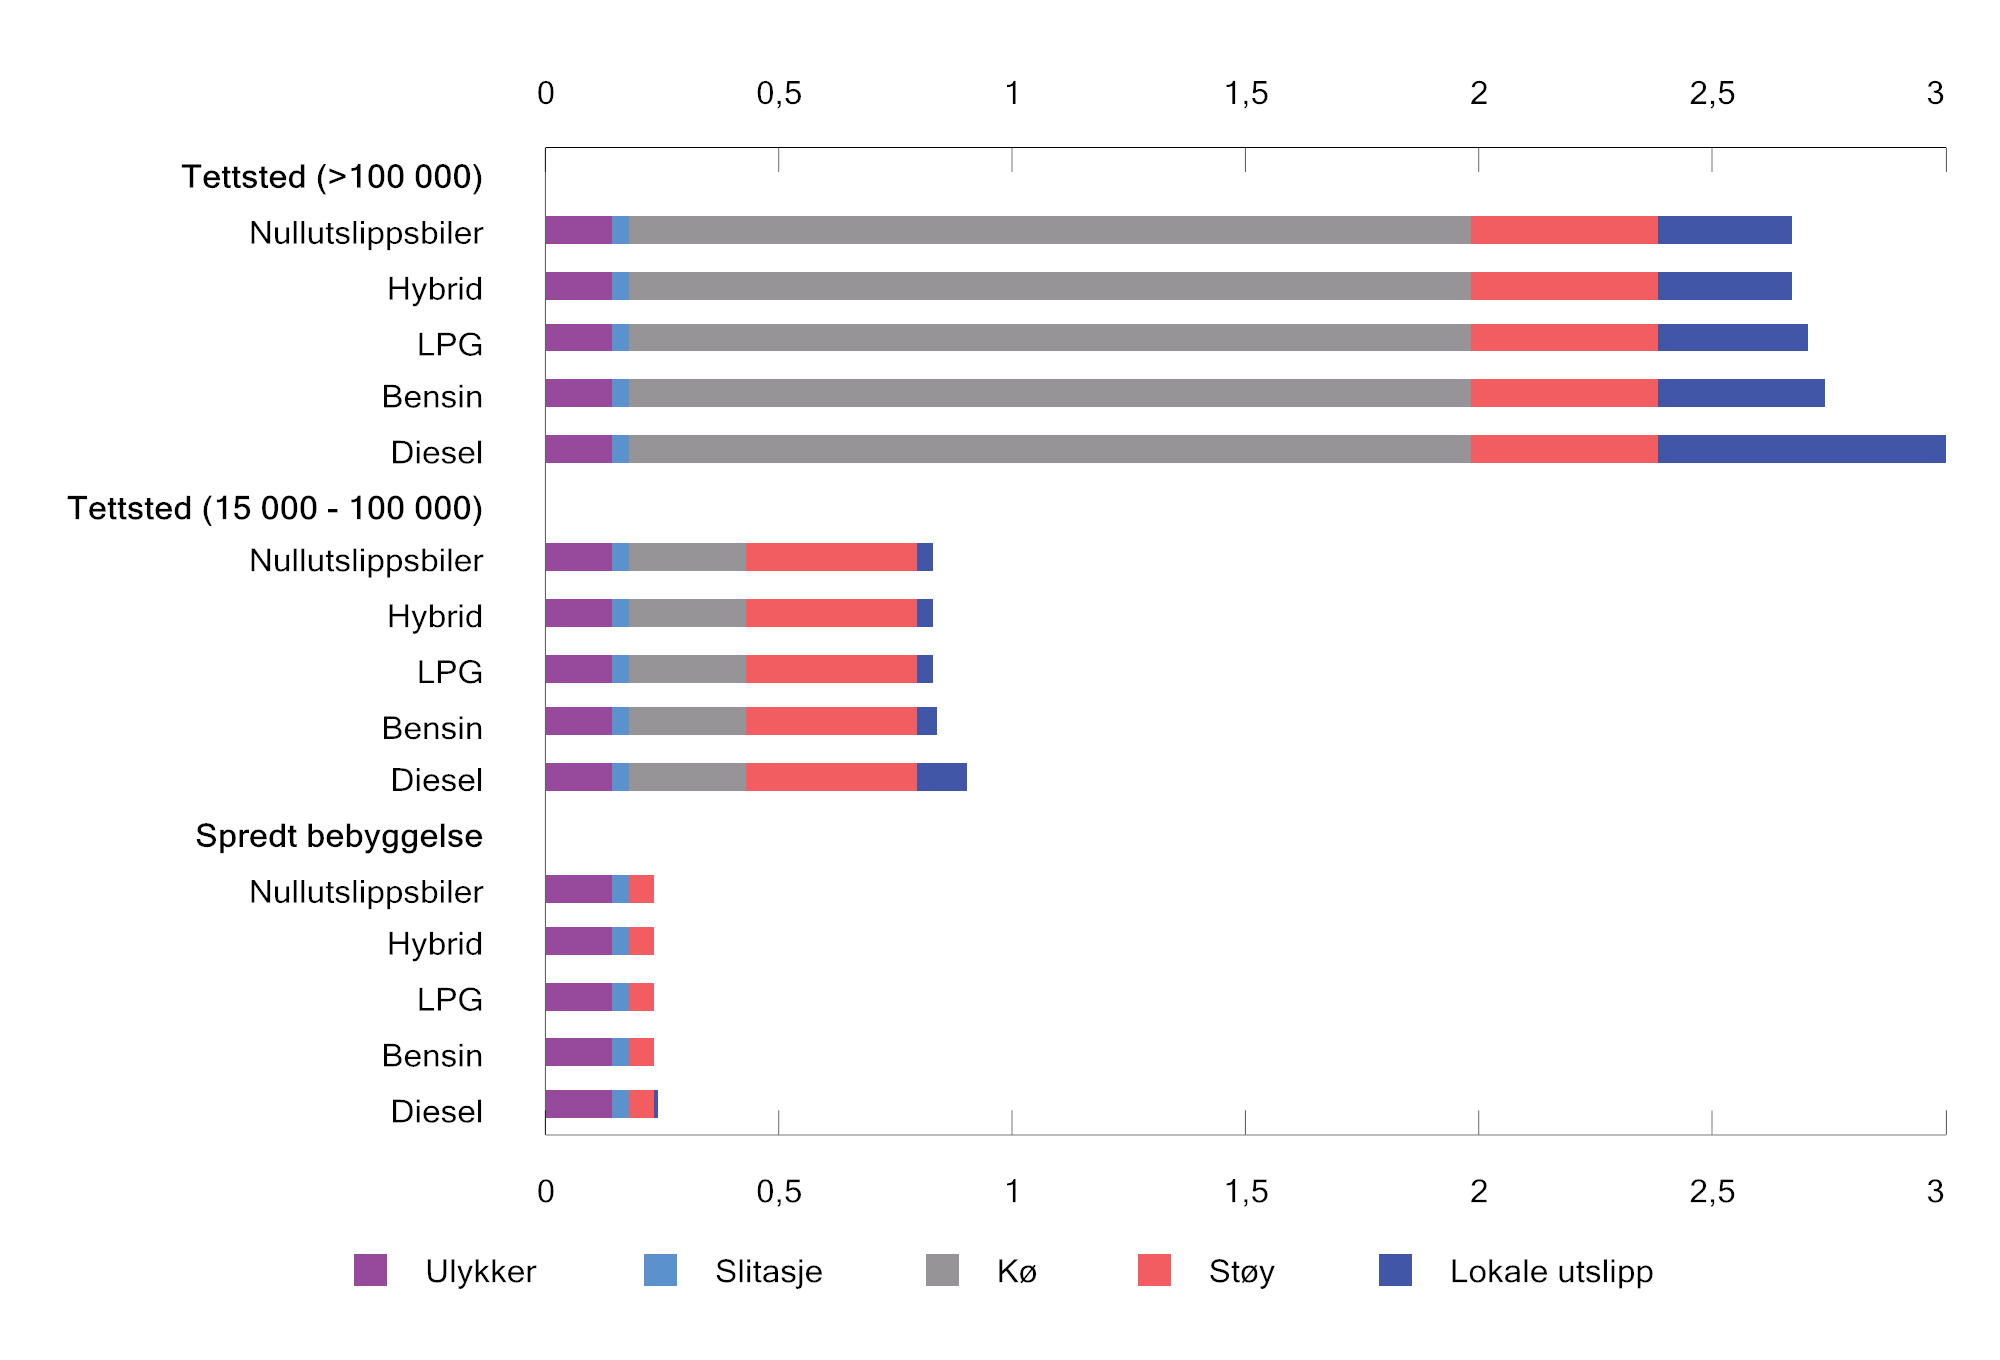 0 0,5 1 1,5 2 2,5 3
Tettsted (>100 000)
Nullutslippsbiler
Hybrid
LPG
Bensin
Diesel
Tettsted (15 000 - 100 000)
Nullutslippsbiler
Hybrid
LPG
Bensin
Diesel
Spredt bebyggelse
Nullutslippsbiler
Hybrid
LPG
Bensin
Diesel
0 0,5 1 1,5 2 2,5 3
Ulykker Slitasje Kø Støy Lokale utslipp